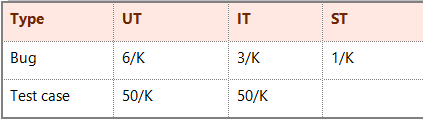 Type UT IT ST
Bug 6/K 3/K 1/K
Test case 50/K 50/K